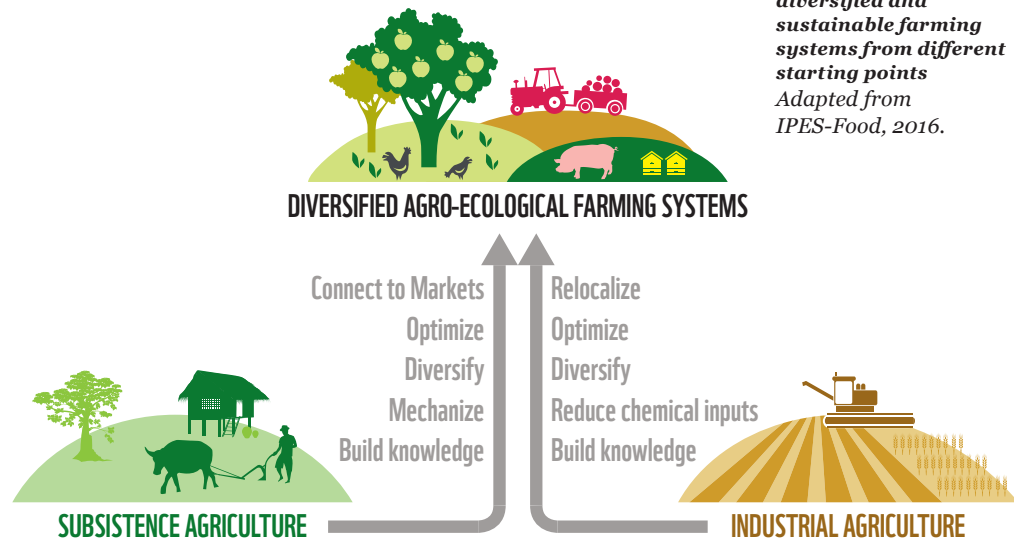 diversified and
sustainable farming
systems from different
starting points
Adapted from
IPES-Food, 2016.
DIVERSIFIED AGRO-ECOLOGICAL FARMING SYSTEMS
Connect to Markets
Optimize
Diversify
Mechanize
Build knowledge
Relocalize
Optimize
Diversify
Reduce chemical inputs
Build knowledge
SUBSISTENCE AGRICULTURE
INDUSTRIAL AGRICULTURE